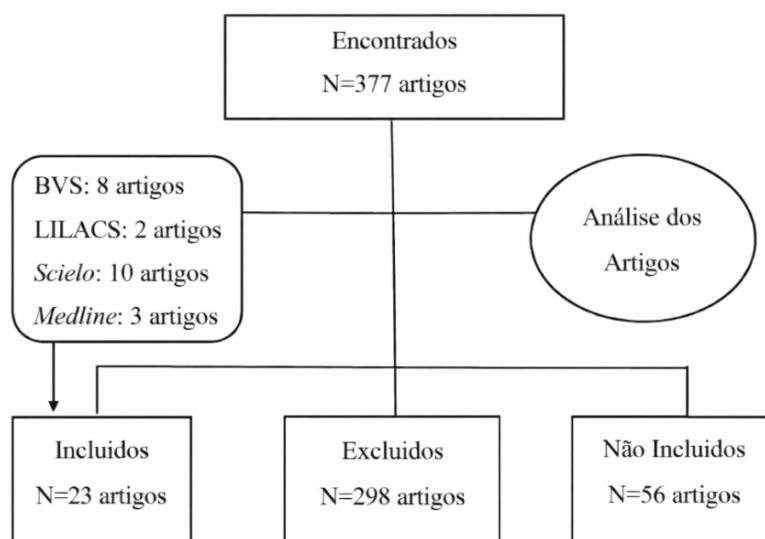 Encontrados
N=377 artigos
BVS: 8 artigos
LILACS: 2 artigos
Scielo: 10 artigos
Medline: 3 artigos
Análise dos
Artigos
Incluidos
N=23 artigos
Excluidos
N=298 artigos
Não Incluidos
N=56 artigos